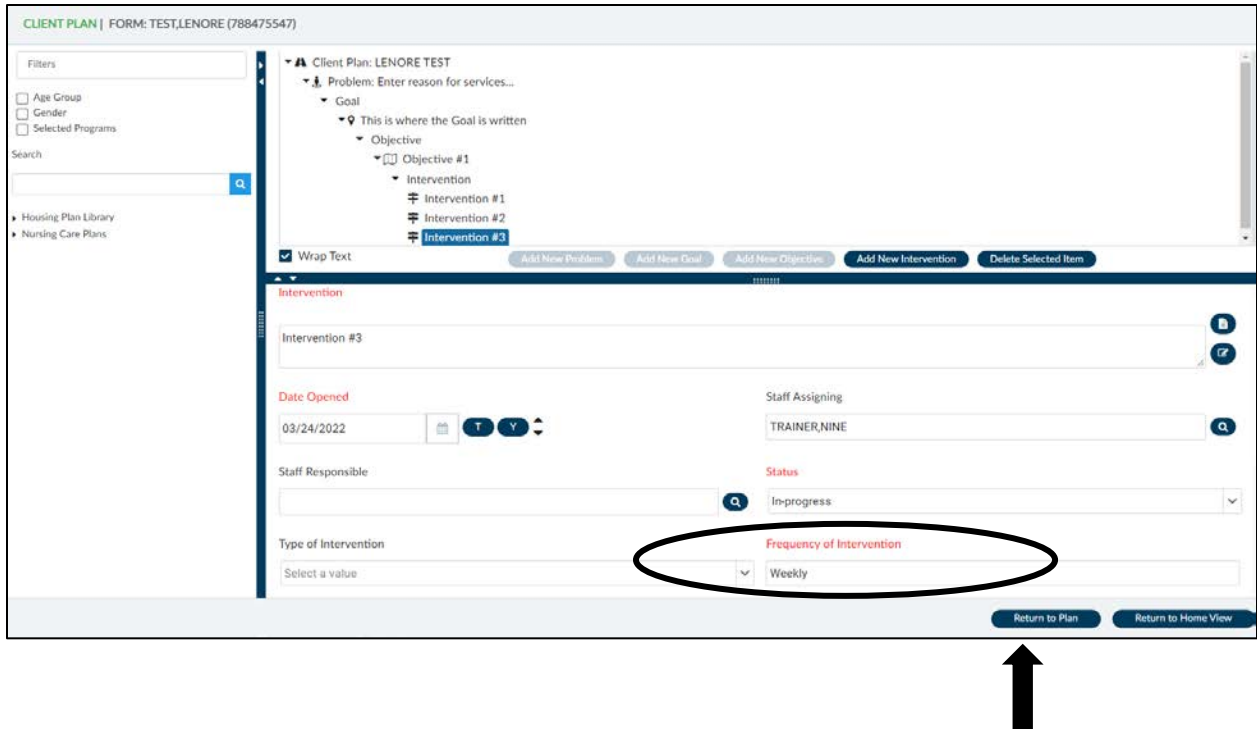 CLIENT PLAN | FORM: TEST,LENORE (788475547)
Filters
Age Group
Gender
Selected Programs
Search
Housing Plan Library
Nursing Care Plans
Client Plan: LENORE TEST
Problem: Enter reason for services...
Goal
This is where the Goal is written
Objective
Objective #1
Intervention
Intervention #1
Intervention #2
Intervention #3
Wrap Text
Add New Problem Add New Goal Add New Objective Add New Intervention Delete Selected Item
Intervention
Intervention #3
Date Opened Staff Assigning
03/24/2022 T Y TRAINER,NINE
Staff Responsible Status
In-progress
Type of Intervention Frequency of Intervention
Select a value Weekly
Return to Plan Return to Home View